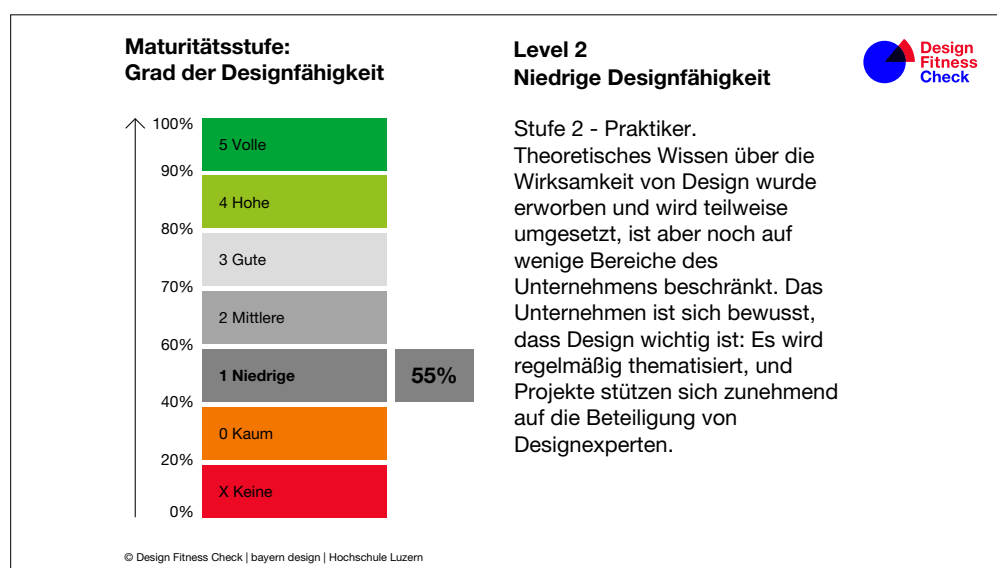 Maturitätsstufe:
Grad der Designfähigkeit
100%
5 Volle
90%
4 Hohe
80%
3 Gute
70%
2 Mittlere
60%
1 Niedrige
55%
40%
0 Kaum
20%
X Keine
0%
© Design Fitness Check | bayern design | Hochschule Luzern
Level 2
Niedrige Designfähigkeit
Stufe 2 - Praktiker.
Theoretisches Wissen über die
Wirksamkeit von Design wurde
erworben und wird teilweise
umgesetzt, ist aber noch auf
wenige Bereiche des
Unternehmens beschränkt. Das
Unternehmen ist sich bewusst,
dass Design wichtig ist: Es wird
regelmäßig thematisiert, und
Projekte stützen sich zunehmend
auf die Beteiligung von
Designexperten.
Design
Fitness
Check